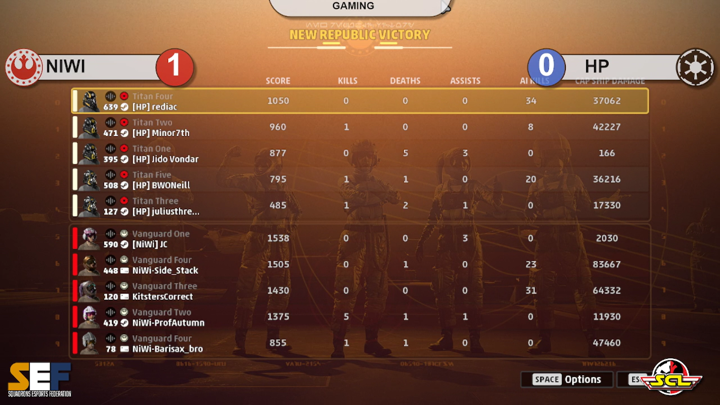 GAMING
NEW REPUBLIC VICTORY
NIWI 1 0 HP
SCORE KILLS DEATHS ASSISTS AI KILLS CAP SHIP DAMAGE
Titan Four
639 [HP] rediac 1050 0 0 0 34 37062
Titan Two
471 [HP] Minor7th 960 1 0 0 8 42227
Titan One
395 [HP] Jido Vondar 877 0 5 3 0 166
Titan Five
508 [HP] BWONeill 795 1 1 0 20 36216
Titan Three
127 [HP] juliusthre... 485 1 2 1 0 17330
Vanguard One
590 [NiWi] JC 1538 0 0 3 0 2030
Vanguard Four
448 NiWi-Side_Stack 1505 0 1 0 23 83667
Vanguard Three
120 KitstersCorrect 1430 0 0 0 31 64332
Vanguard Two
419 NiWi-ProfAutumn 1375 5 1 1 8 11930
Vanguard Four
78 NiWi-Barisax_bro 855 1 1 0 9 47460
SEF
SQUADRONS ESPORTS FEDERATION
SPACE Options
SCL